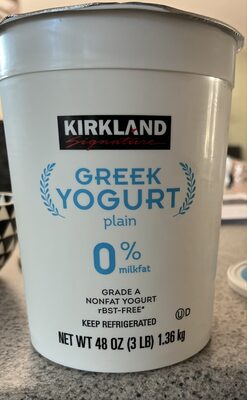 KIRKLAND
Signature
GREEK
YOGURT
plain
0%
milkfat
GRADE A
NONFAT YOGURT
rBST-FREE*
KEEP REFRIGERATED
U D
NET WT 48 OZ (3 LB) 1.36 kg